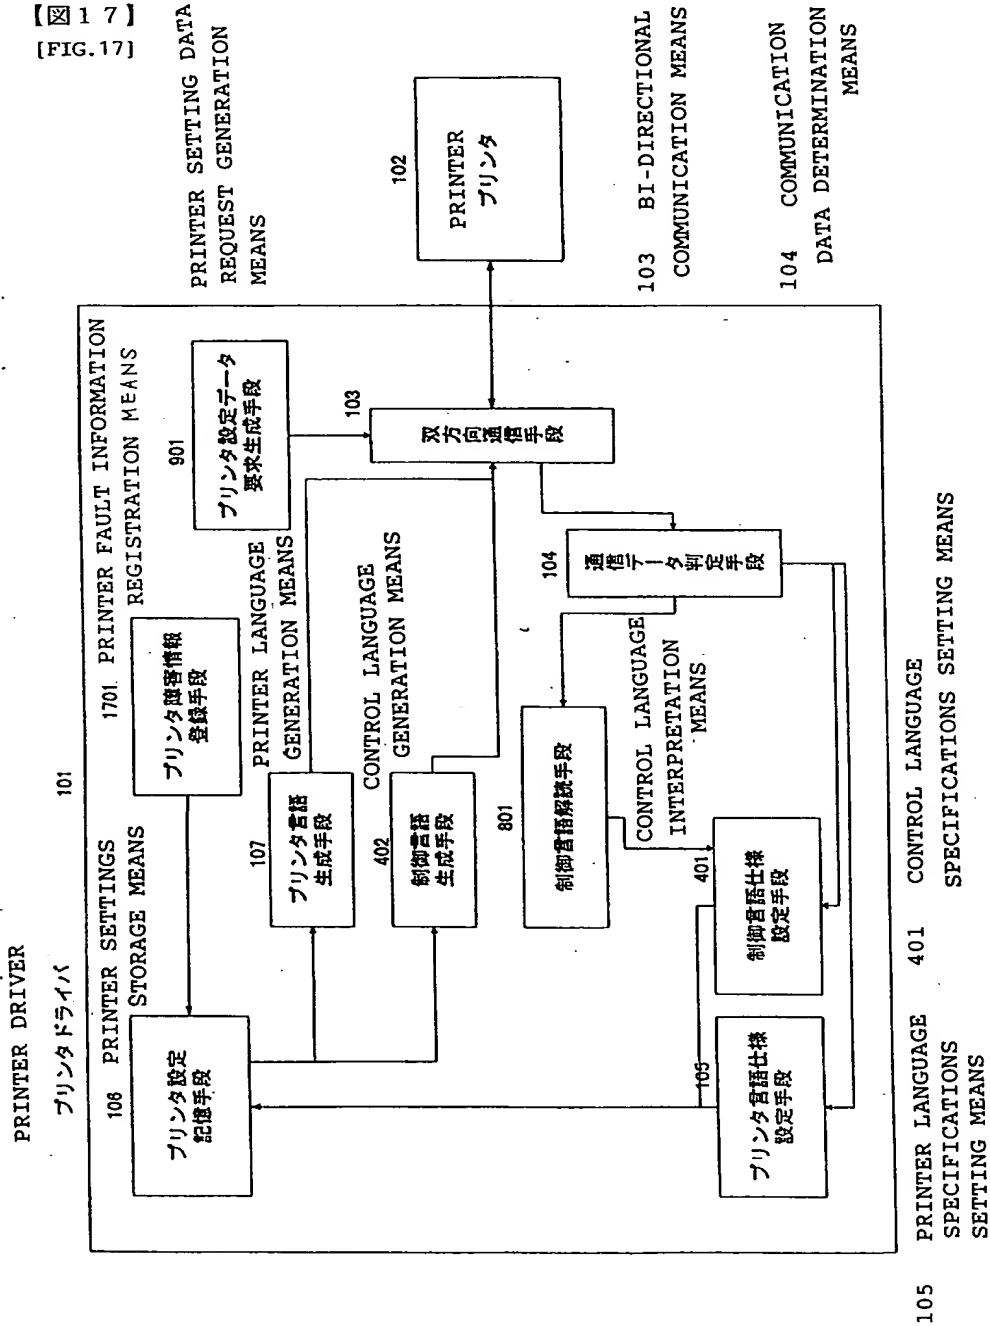 【図１７】
[FIG.17]
PRINTER DRIVER
プリンタドライバ
101
108 PRINTER SETTINGS
STORAGE MEANS
プリンタ設定
記憶手段
1701 PRINTER FAULT INFORMATION
REGISTRATION MEANS
プリンタ障害情報
登録手段
PRINTER SETTING DATA
REQUEST GENERATION
MEANS
901
プリンタ設定データ
要求生成手段
PRINTER LANGUAGE
GENERATION MEANS
107
プリンタ言語
生成手段
CONTROL LANGUAGE
GENERATION MEANS
402
制御言語
生成手段
103
双方向通信手段
102
PRINTER
プリンタ
104
通信データ判定手段
801
制御言語解読手段
CONTROL LANGUAGE
INTERPRETATION
MEANS
401
制御言語仕様
設定手段
105
プリンタ言語仕様
設定手段
103 BI-DIRECTIONAL
COMMUNICATION MEANS
104 COMMUNICATION
DATA DETERMINATION
MEANS
105 PRINTER LANGUAGE
SPECIFICATIONS
SETTING MEANS
401 CONTROL LANGUAGE
SPECIFICATIONS SETTING MEANS